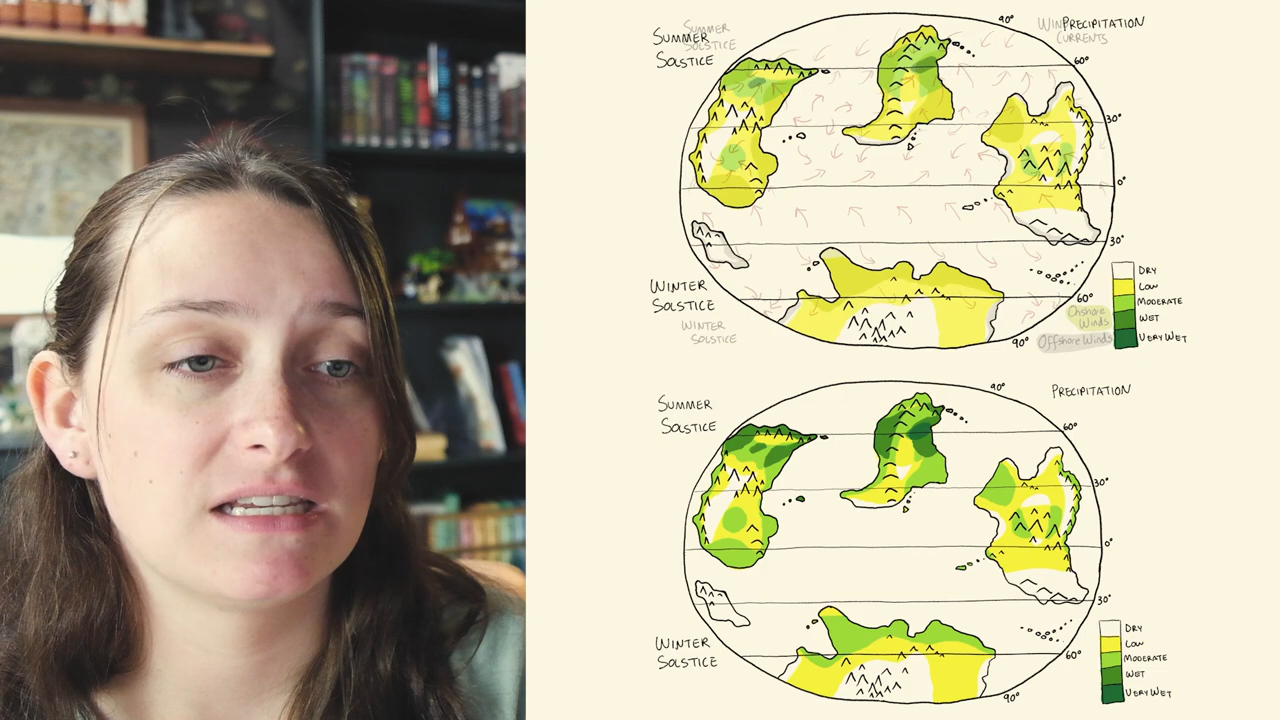 SUMMER
SOLSTICE
SUMMER
SOLSTICE
90°
WINPRECIPITATION
CURRENTS
60°
30°
0°
30°
60°
90°
WINTER
SOLSTICE
WINTER
SOLSTICE
Onshore
Winds
Offshore Winds
DRY
LOW
MODERATE
WET
VERY WET
SUMMER
SOLSTICE
90°
PRECIPITATION
60°
30°
0°
30°
60°
90°
WINTER
SOLSTICE
DRY
LOW
MODERATE
WET
VERY WET